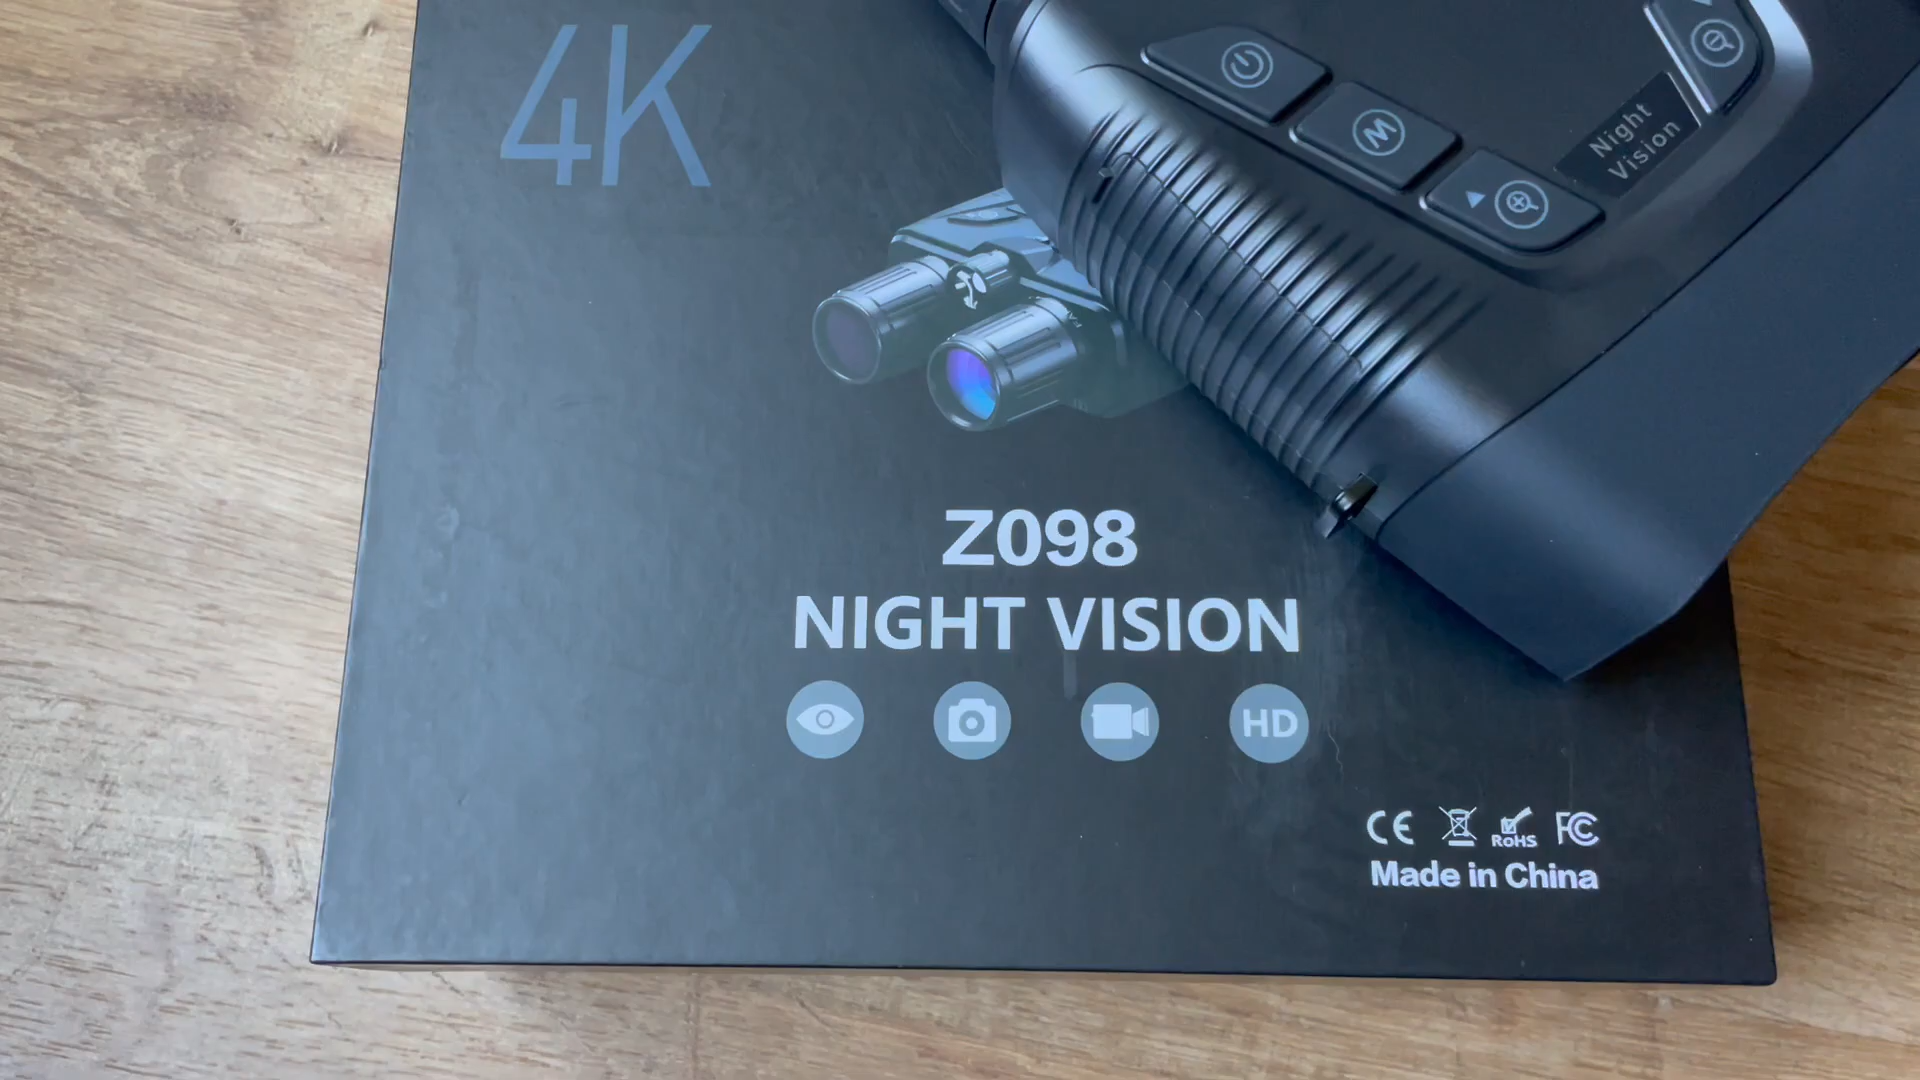 4K
M
Night
Vision
Z098
NIGHT VISION
HD
CE
RoHS
FC
Made in China